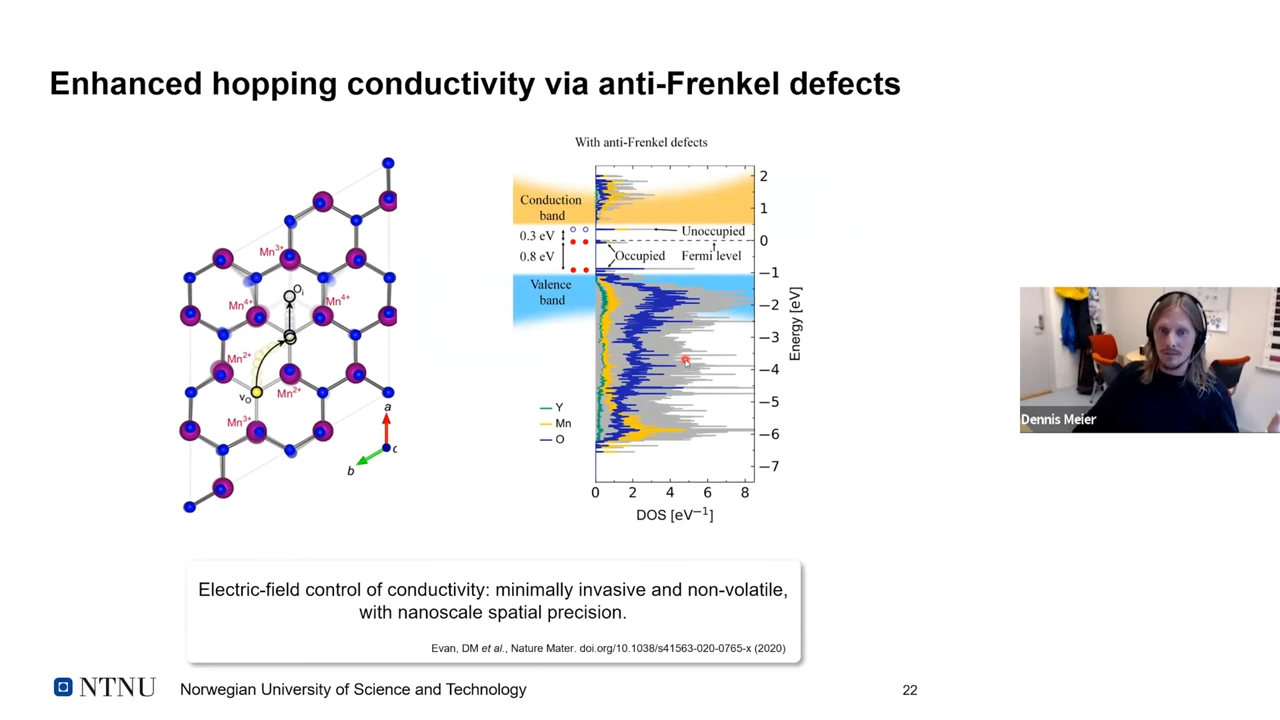 Enhanced hopping conductivity via anti-Frenkel defects
Mn3+
Oi
Mn4+
Mn4+
Mn2+
Mn2+
vO
Mn3+
a
b
c
With anti-Frenkel defects
Conduction
band
0.3 eV
0.8 eV
Valence
band
Unoccupied
Occupied
Fermi level
2
1
0
−1
−2
−3
−4
−5
−6
−7
Energy [eV]
Y
Mn
O
0 2 4 6 8
DOS [eV−1]
Electric-field control of conductivity: minimally invasive and non-volatile,
with nanoscale spatial precision.
Evan, DM et al., Nature Mater. doi.org/10.1038/s41563-020-0765-x (2020)
NTNU Norwegian University of Science and Technology 22
Dennis Meier